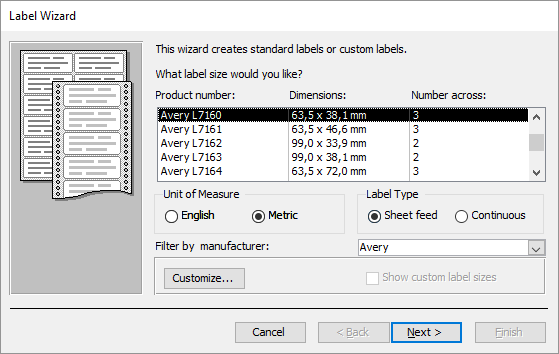 Label Wizard
This wizard creates standard labels or custom labels.
What label size would you like?
Product number: Dimensions: Number across:
Avery L7160 63,5 x 38,1 mm 3
Avery L7161 63,5 x 46,6 mm 3
Avery L7162 99,0 x 33,9 mm 2
Avery L7163 99,0 x 38,1 mm 2
Avery L7164 63,5 x 72,0 mm 3
Unit of Measure Label Type
English Metric Sheet feed Continuous
Filter by manufacturer: Avery
Customize... Show custom label sizes
Cancel < Back Next > Finish